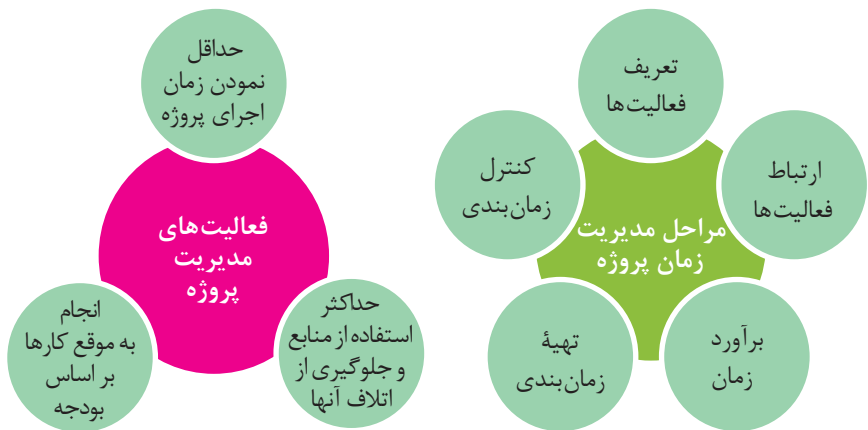 تعریف
فعالیت‌ها
ارتباط
فعالیت‌ها
برآورد
زمان
تهیهٔ
زمان‌بندی
کنترل
زمان‌بندی
مراحل مدیریت
زمان پروژه
حداقل
نمودن زمان
اجرای پروژه
حداکثر
استفاده از منابع
و جلوگیری از
اتلاف آنها
انجام
به موقع کارها
بر اساس
بودجه
فعالیت‌های
مدیریت
پروژه